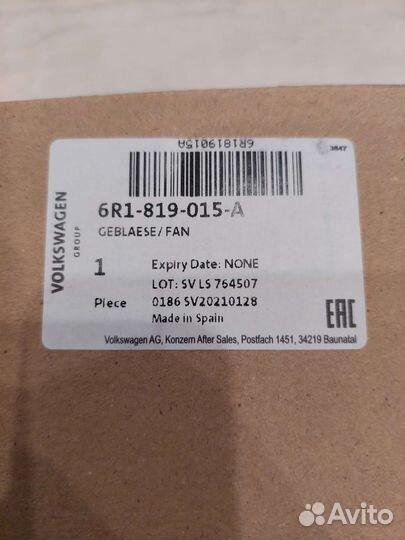 6R1819015A
3847
VOLKSWAGEN
GROUP
6R1-819-015-A
GEBLAESE/FAN
1 Expiry Date: NONE
LOT: SV LS 764507
Piece 0186 SV20210128
Made in Spain
EAC
Volkswagen AG, Konzern After Sales, Postfach 1451, 34219 Baunatal
Avito